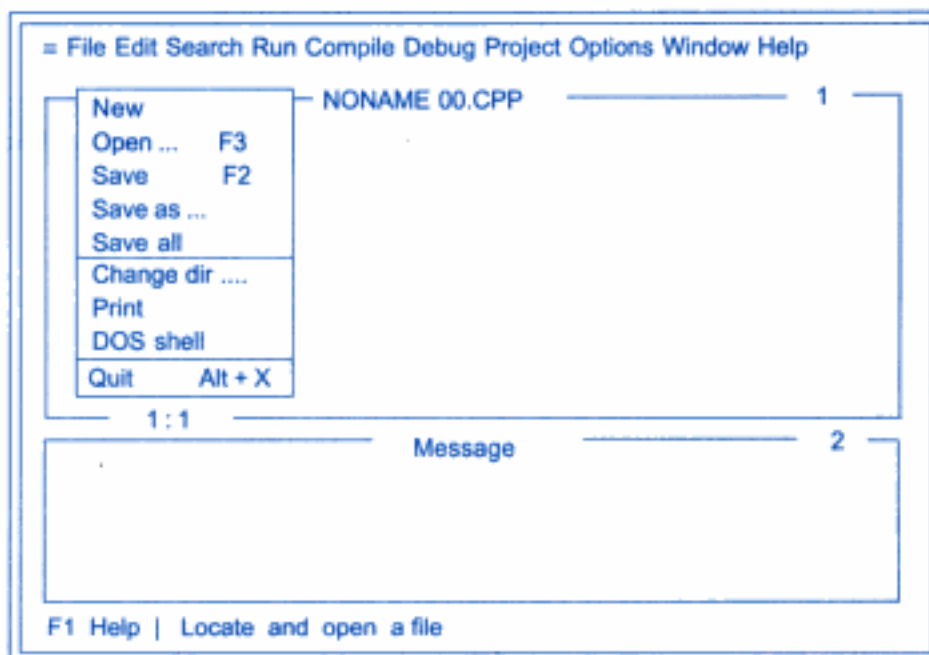 ≡ File Edit Search Run Compile Debug Project Options Window Help
NONAME 00.CPP 1
New
Open ... F3
Save F2
Save as ...
Save all
Change dir ....
Print
DOS shell
Quit Alt + X
1 : 1
Message 2
F1 Help | Locate and open a file